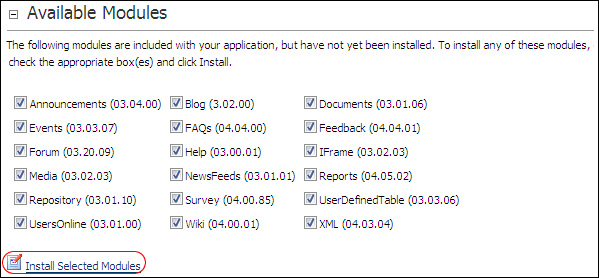 Available Modules
The following modules are included with your application, but have not yet been installed. To install any of these modules,
check the appropriate box(es) and click Install.
Announcements (03.04.00) Blog (3.02.00) Documents (03.01.06)
Events (03.03.07) FAQs (04.04.00) Feedback (04.04.01)
Forum (03.20.09) Help (03.00.01) IFrame (03.02.03)
Media (03.02.03) NewsFeeds (03.01.01) Reports (04.05.02)
Repository (03.01.10) Survey (04.00.85) UserDefinedTable (03.03.06)
UsersOnline (03.01.00) Wiki (04.00.01) XML (04.03.04)
Install Selected Modules